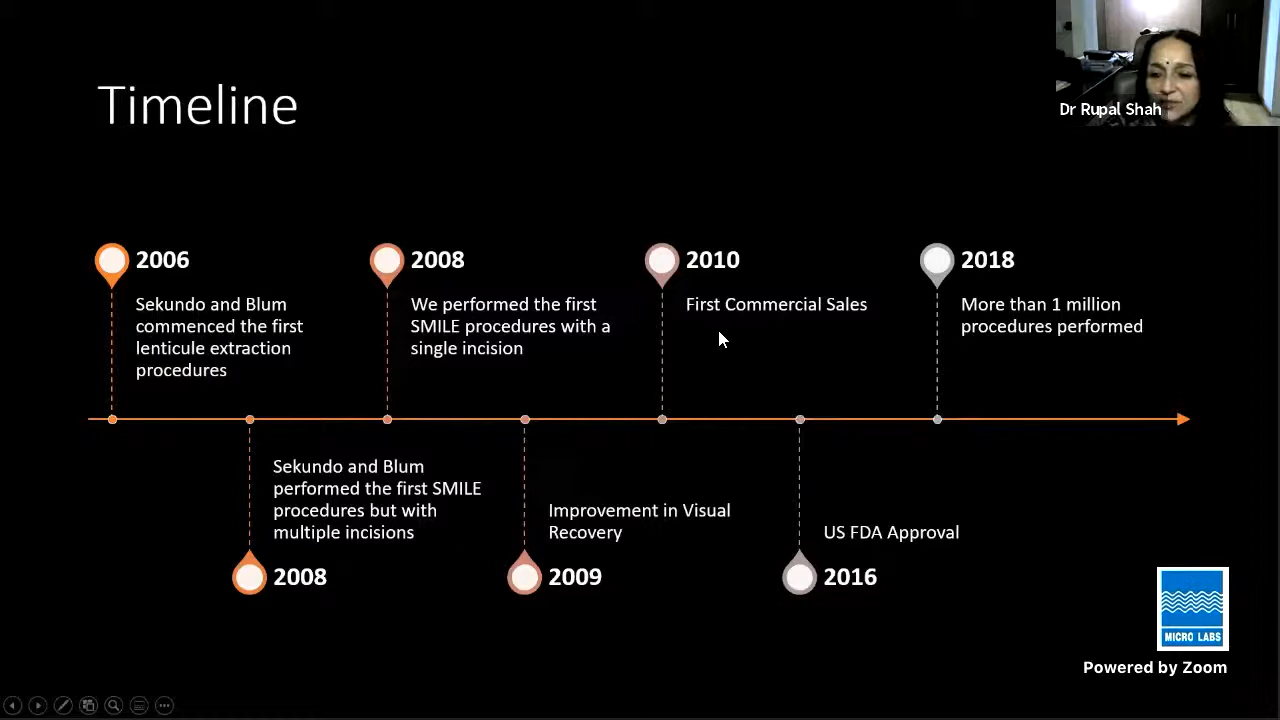 Timeline
Dr Rupal Shah
2006
Sekundo and Blum
commenced the first
lenticule extraction
procedures
2008
We performed the first
SMILE procedures with a
single incision
2010
First Commercial Sales
2018
More than 1 million
procedures performed
Sekundo and Blum
performed the first SMILE
procedures but with
multiple incisions
2008
Improvement in Visual
Recovery
2009
US FDA Approval
2016
MICRO LABS
Powered by Zoom